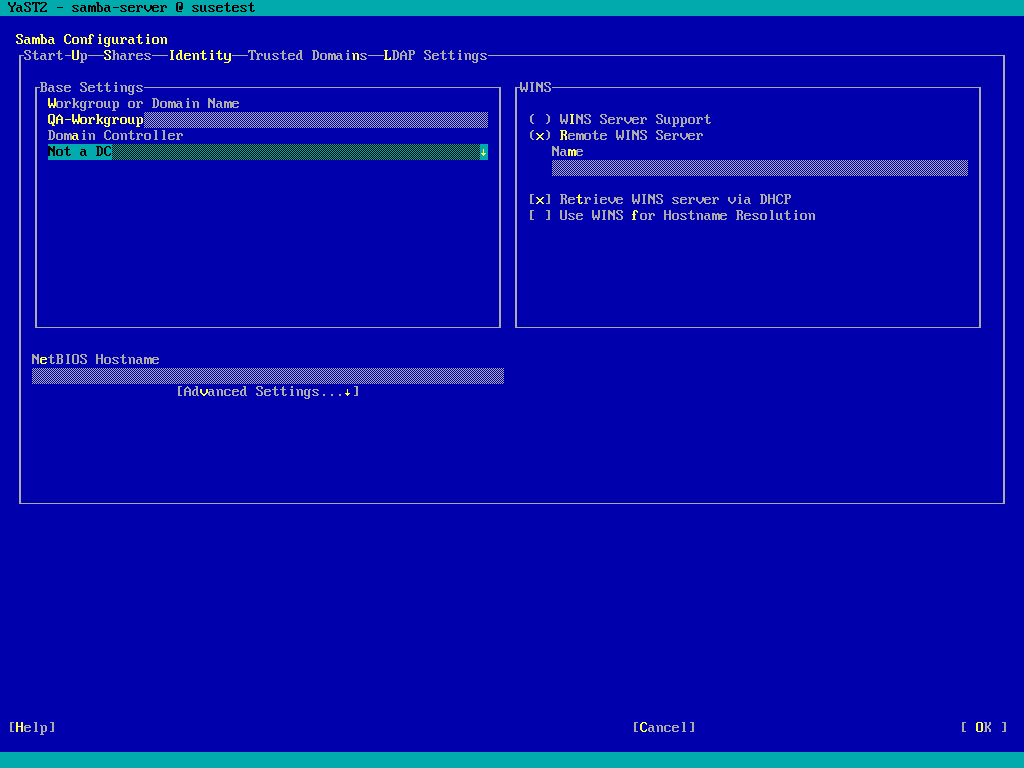 YaST2 - samba-server @ susetest
Samba Configuration
Start-Up Shares Identity Trusted Domains LDAP Settings
Base Settings
Workgroup or Domain Name
QA-Workgroup
Domain Controller
Not a DC ↓
WINS
( ) WINS Server Support
(x) Remote WINS Server
Name
[x] Retrieve WINS server via DHCP
[ ] Use WINS for Hostname Resolution
NetBIOS Hostname
[Advanced Settings...↓]
[Help] [Cancel] [ OK ]